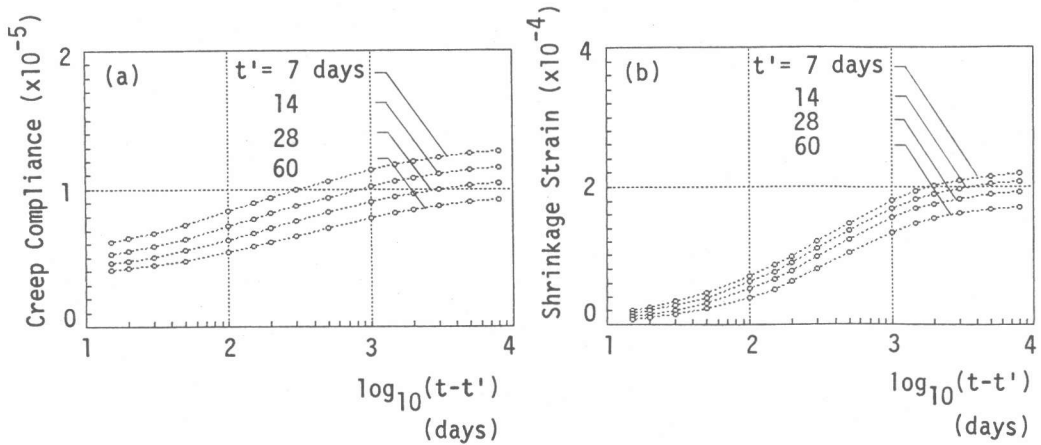 Creep Compliance (x10⁻⁵)
2
1
0
(a)
t'= 7 days
14
28
60
1 2 3 4
log₁₀(t-t')
(days)
Shrinkage Strain (x10⁻⁴)
4
2
0
(b)
t'= 7 days
14
28
60
1 2 3 4
log₁₀(t-t')
(days)